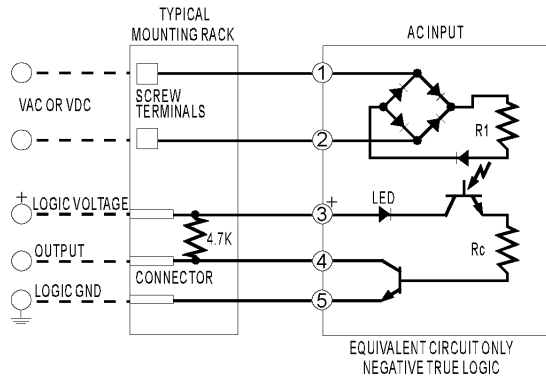 TYPICAL
MOUNTING RACK
AC INPUT
1
VAC OR VDC
SCREW
TERMINALS
R1
2
+
LOGIC VOLTAGE
3
+
LED
4.7K
Rc
OUTPUT
4
CONNECTOR
LOGIC GND
5
EQUIVALENT CIRCUIT ONLY
NEGATIVE TRUE LOGIC